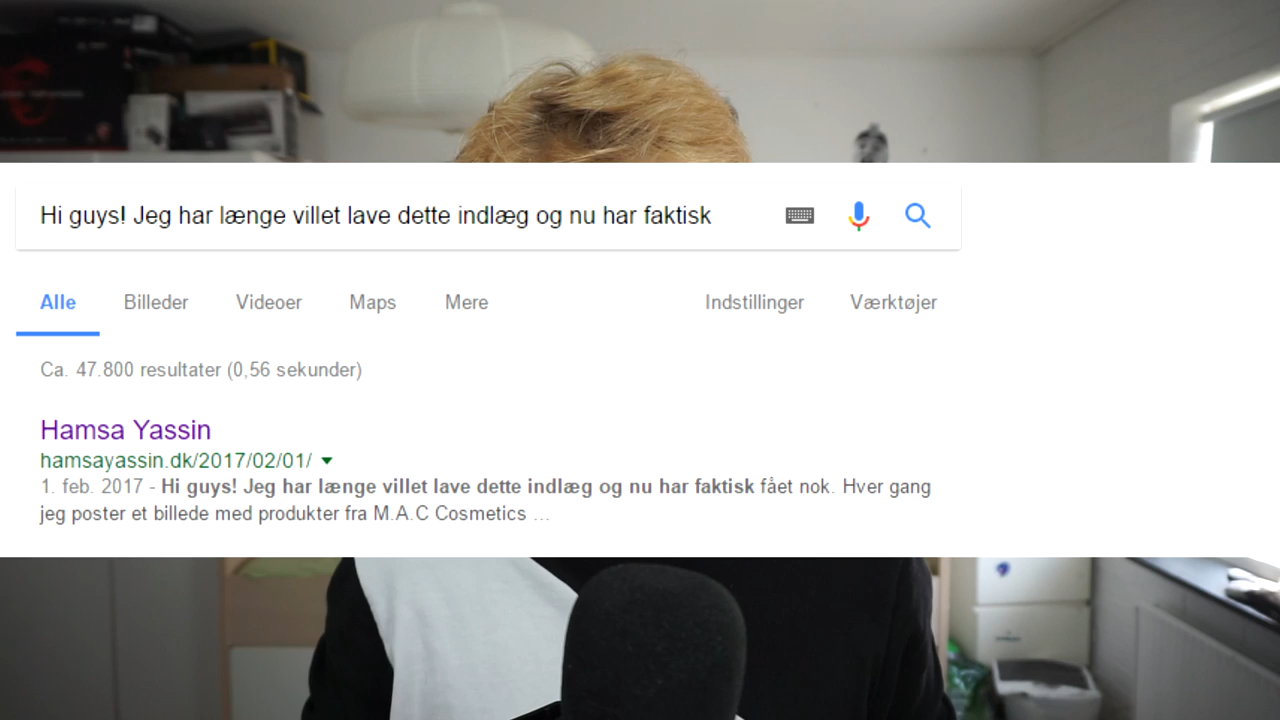 Hi guys! Jeg har længe villet lave dette indlæg og nu har faktisk
Alle Billeder Videoer Maps Mere Indstillinger Værktøjer
Ca. 47.800 resultater (0,56 sekunder)
Hamsa Yassin
hamsayassin.dk/2017/02/01/
1. feb. 2017 - Hi guys! Jeg har længe villet lave dette indlæg og nu har faktisk fået nok. Hver gang
jeg poster et billede med produkter fra M.A.C Cosmetics ...